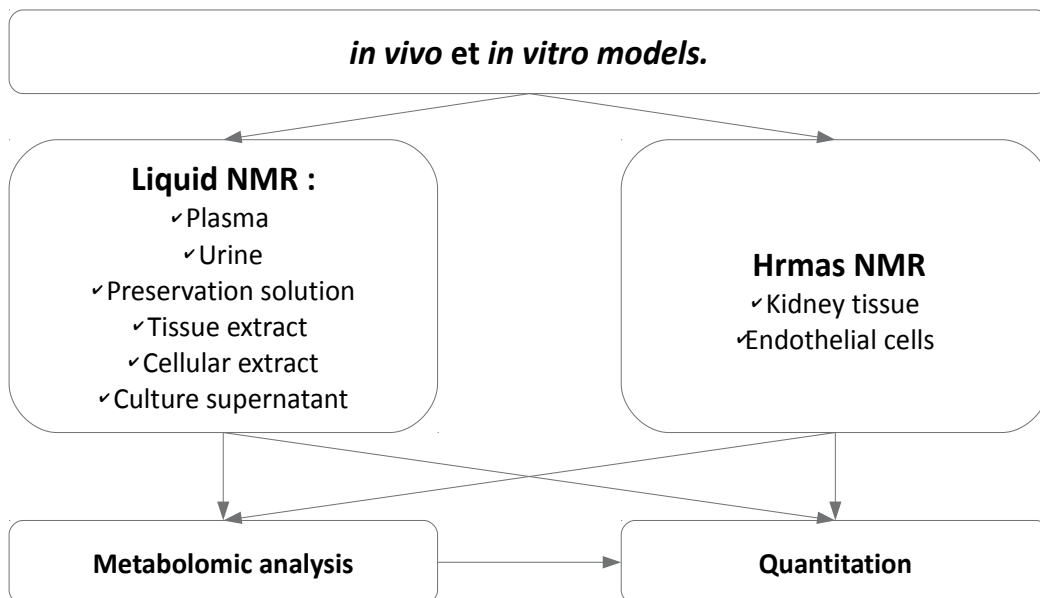 in vivo et in vitro models.
Liquid NMR :
✓Plasma
✓Urine
✓Preservation solution
✓Tissue extract
✓Cellular extract
✓Culture supernatant
Hrmas NMR
✓Kidney tissue
✓Endothelial cells
Metabolomic analysis
Quantitation